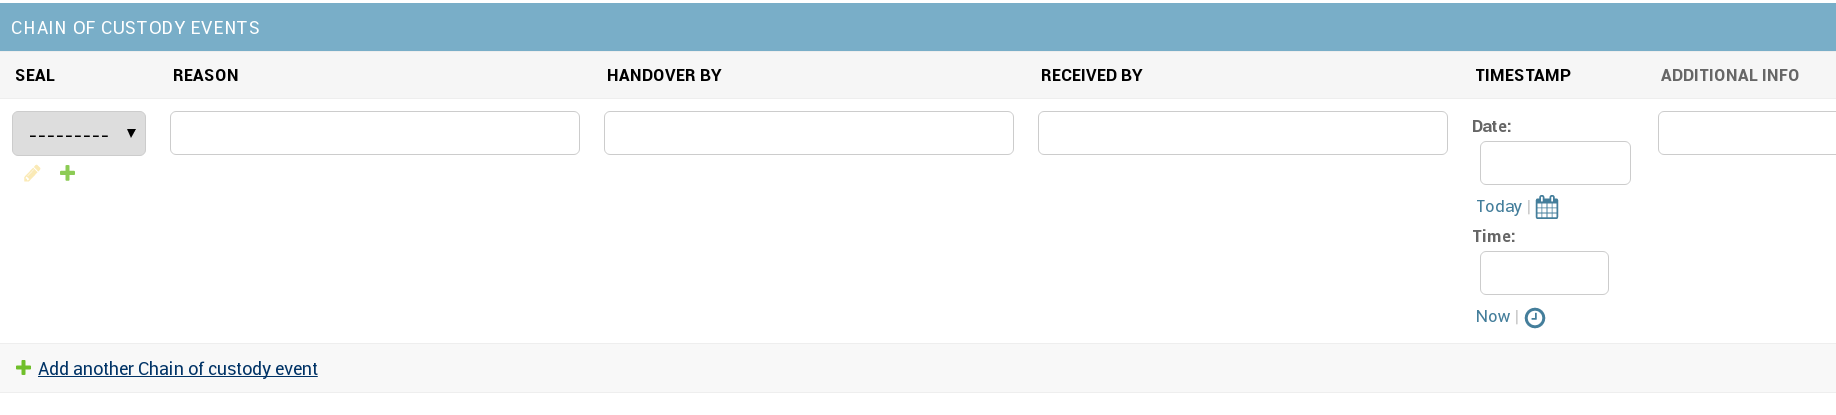 CHAIN OF CUSTODY EVENTS
SEAL REASON HANDOVER BY RECEIVED BY TIMESTAMP ADDITIONAL INFO
---------
Date:
Today |
Time:
Now |
Add another Chain of custody event